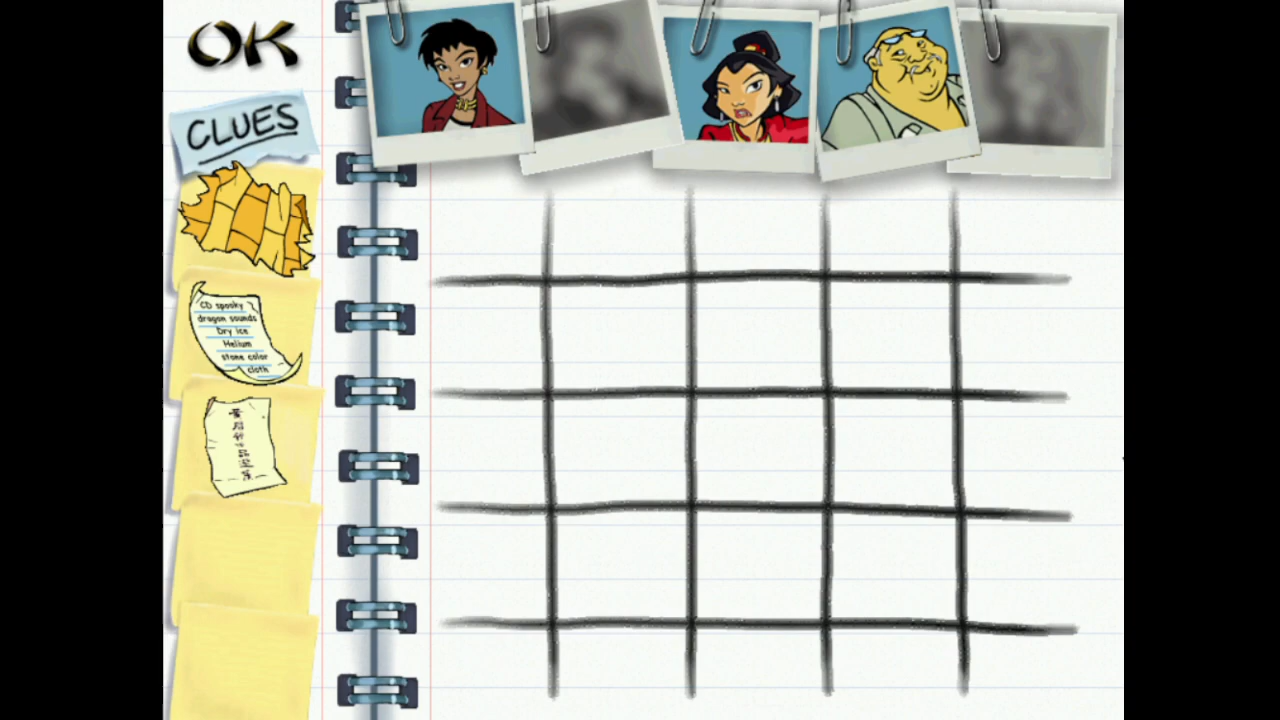 OK
CLUES
CD spooky
dragon sounds
Dry ice
Helium
stone color
cloth